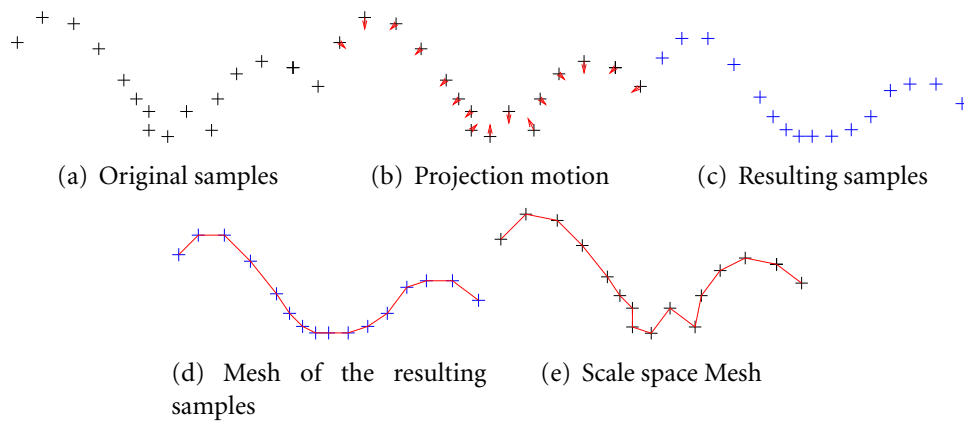 (a) Original samples
(b) Projection motion
(c) Resulting samples
(d) Mesh of the resulting
samples
(e) Scale space Mesh